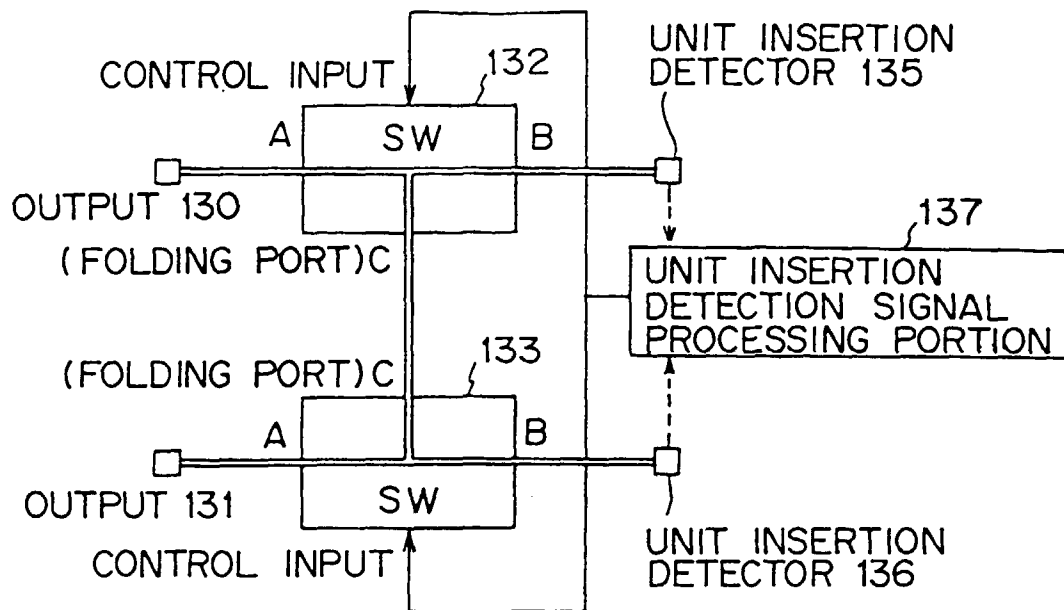 UNIT INSERTION
DETECTOR 135
CONTROL INPUT
132
A
SW
B
OUTPUT 130
(FOLDING PORT)C
137
UNIT INSERTION
DETECTION SIGNAL
PROCESSING PORTION
(FOLDING PORT)C
133
A
B
OUTPUT 131
SW
CONTROL INPUT
UNIT INSERTION
DETECTOR 136